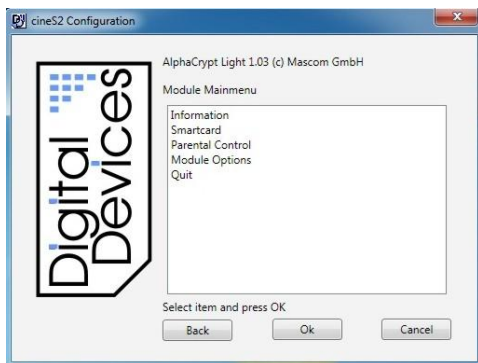 cineS2 Configuration
AlphaCrypt Light 1.03 (c) Mascom GmbH
Module Mainmenu
Information
Smartcard
Parental Control
Module Options
Quit
Digital
Devices
Select item and press OK
Back
Ok
Cancel